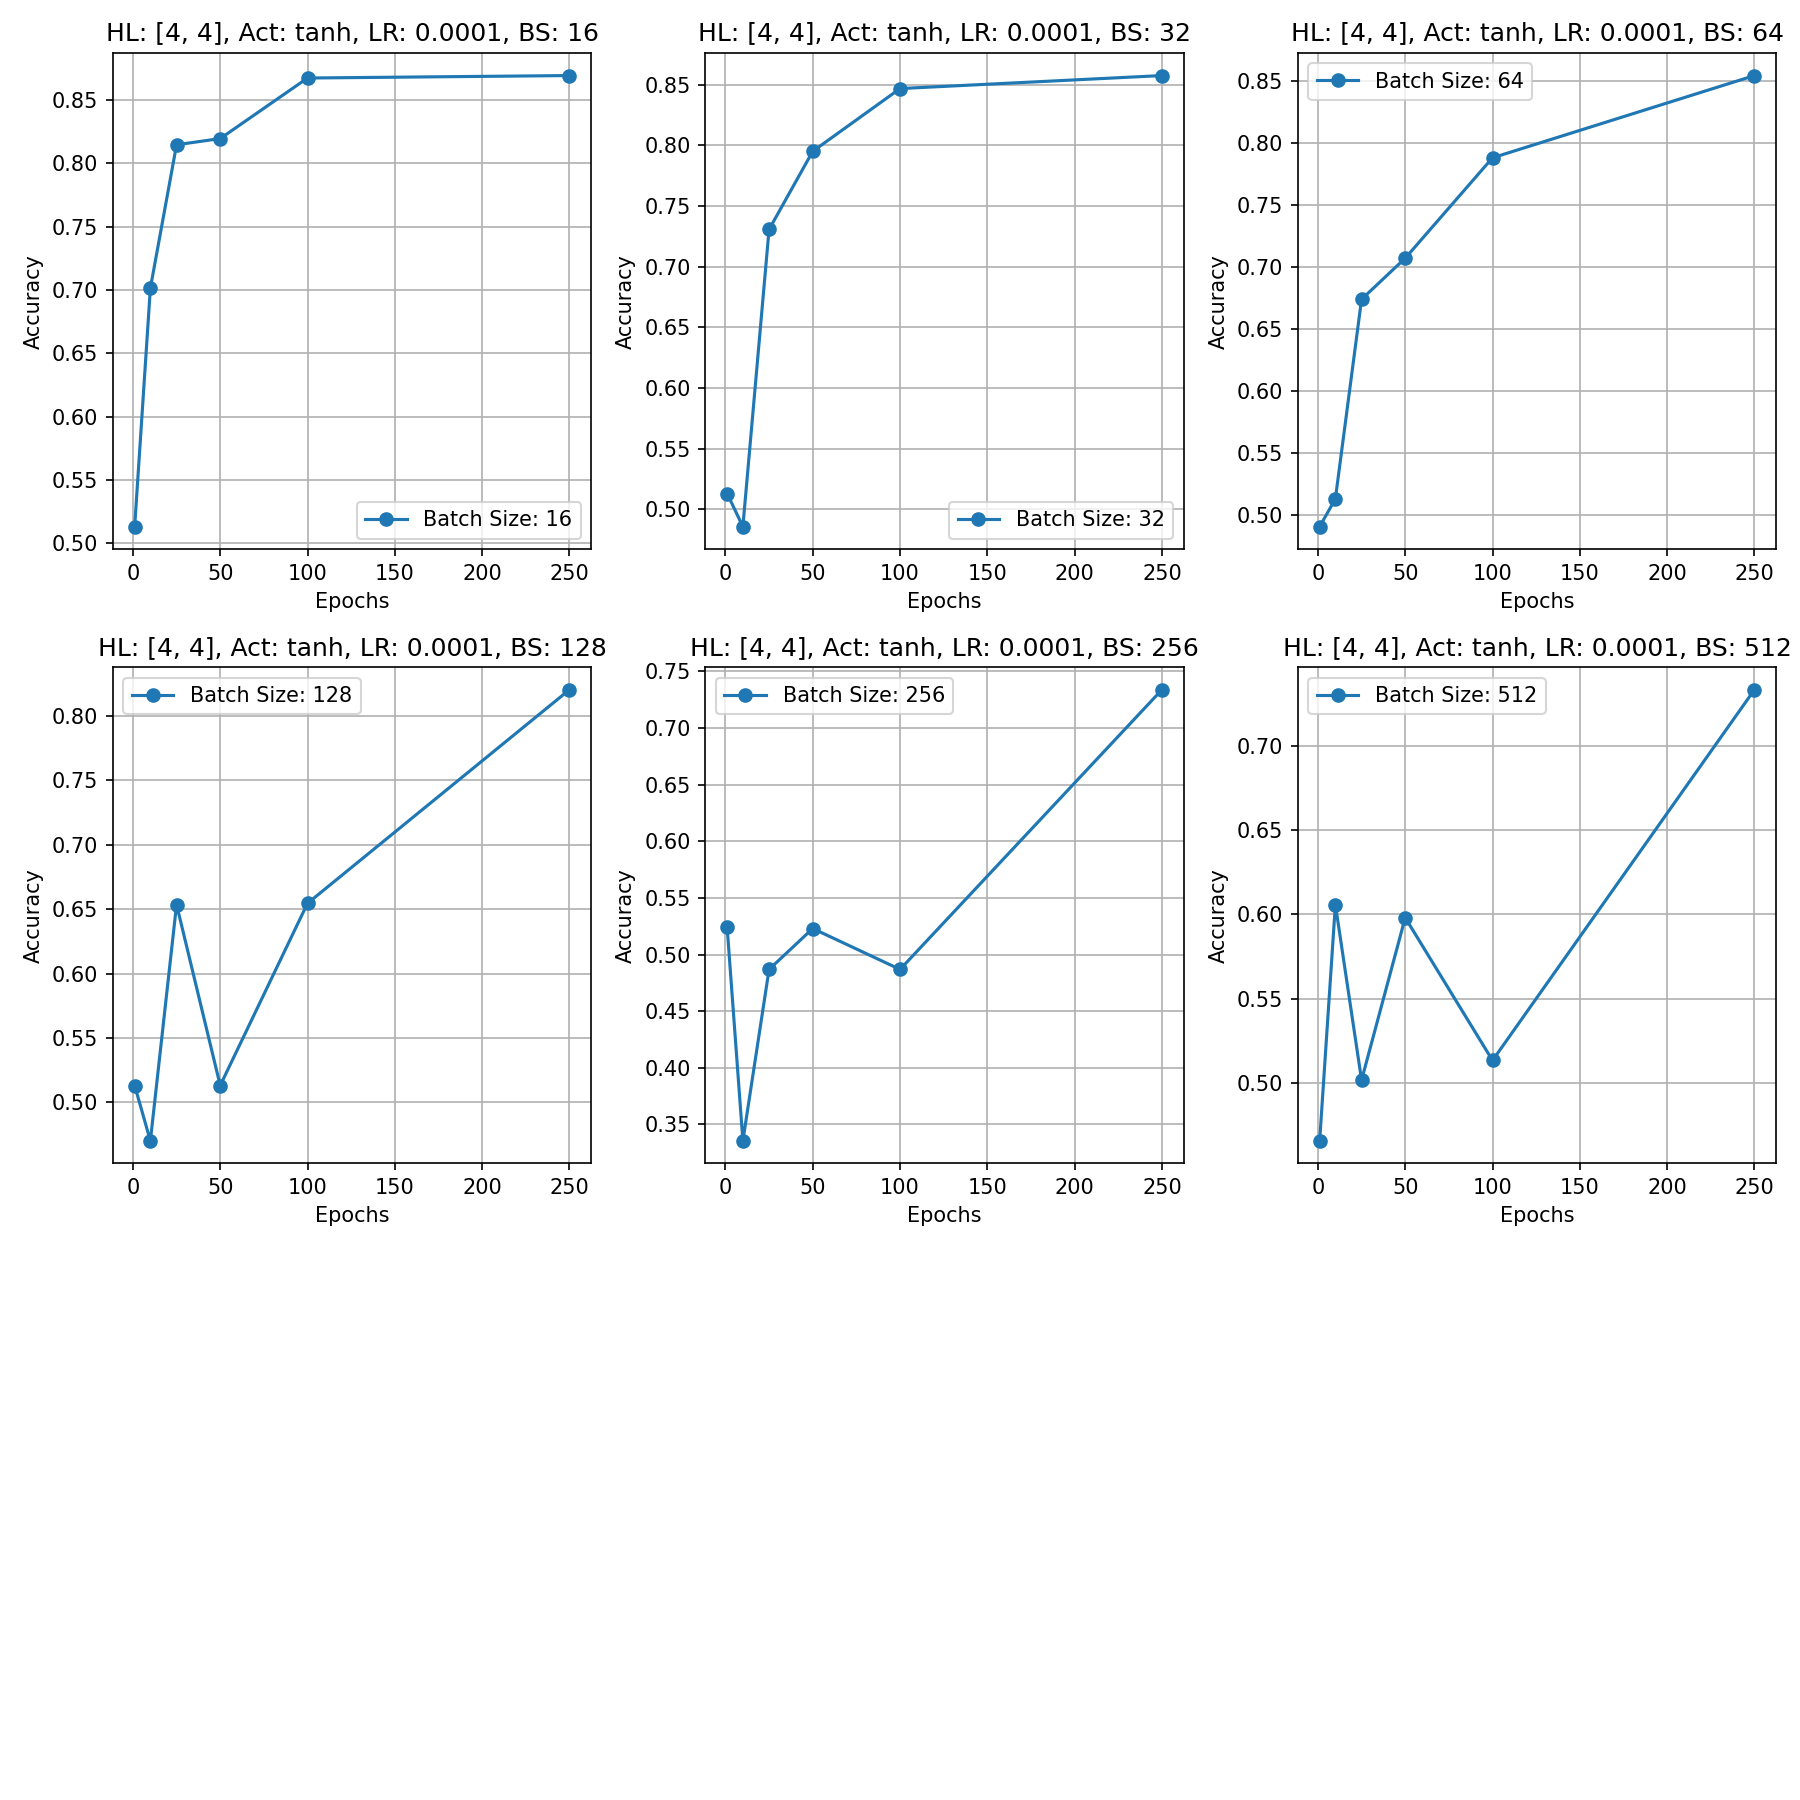 HL: [4, 4], Act: tanh, LR: 0.0001, BS: 16
Accuracy
0.85
0.80
0.75
0.70
0.65
0.60
0.55
0.50
Batch Size: 16
0 50 100 150 200 250
Epochs
HL: [4, 4], Act: tanh, LR: 0.0001, BS: 32
Accuracy
0.85
0.80
0.75
0.70
0.65
0.60
0.55
0.50
Batch Size: 32
0 50 100 150 200 250
Epochs
HL: [4, 4], Act: tanh, LR: 0.0001, BS: 64
Batch Size: 64
Accuracy
0.85
0.80
0.75
0.70
0.65
0.60
0.55
0.50
0 50 100 150 200 250
Epochs
HL: [4, 4], Act: tanh, LR: 0.0001, BS: 128
Batch Size: 128
Accuracy
0.80
0.75
0.70
0.65
0.60
0.55
0.50
0 50 100 150 200 250
Epochs
HL: [4, 4], Act: tanh, LR: 0.0001, BS: 256
Batch Size: 256
Accuracy
0.75
0.70
0.65
0.60
0.55
0.50
0.45
0.40
0.35
0 50 100 150 200 250
Epochs
HL: [4, 4], Act: tanh, LR: 0.0001, BS: 512
Batch Size: 512
Accuracy
0.70
0.65
0.60
0.55
0.50
0 50 100 150 200 250
Epochs